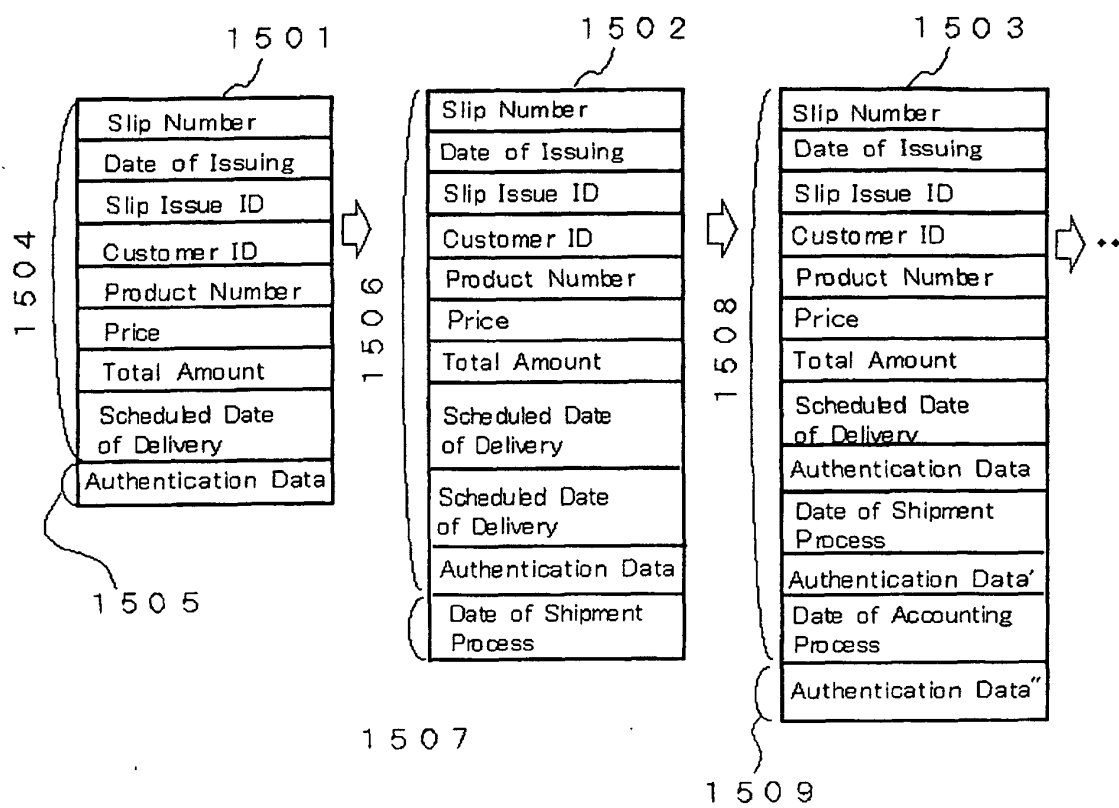 1501
Slip Number
Date of Issuing
Slip Issue ID
Customer ID
Product Number
Price
Total Amount
Scheduled Date
of Delivery
Authentication Data
1504
1505
1502
Slip Number
Date of Issuing
Slip Issue ID
Customer ID
Product Number
Price
Total Amount
Scheduled Date
of Delivery
Scheduled Date
of Delivery
Authentication Data
Date of Shipment
Process
1506
1507
1503
Slip Number
Date of Issuing
Slip Issue ID
Customer ID
Product Number
Price
Total Amount
Scheduled Date
of Delivery
Authentication Data
Date of Shipment
Process
Authentication Data'
Date of Accounting
Process
Authentication Data"
1508
1509